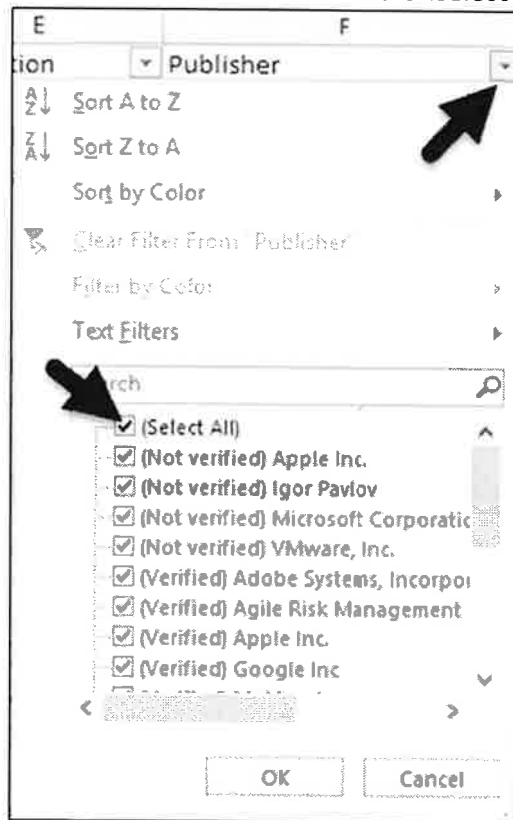 E F
tion Publisher
Sort A to Z
Sort Z to A
Sort by Color
Clear Filter From "Publisher"
Filter by Color
Text Filters
arch
(Select All)
(Not verified) Apple Inc.
(Not verified) Igor Pavlov
(Not verified) Microsoft Corporatic
(Not verified) VMware, Inc.
(Verified) Adobe Systems, Incorpor
(Verified) Agile Risk Management
(Verified) Apple Inc.
(Verified) Google Inc
OK Cancel